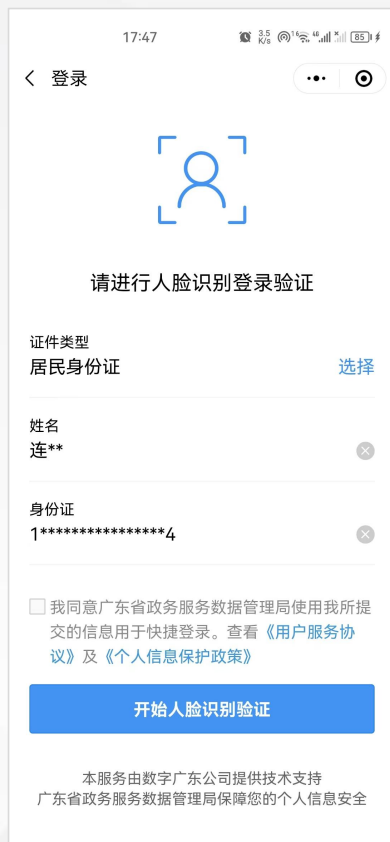 17:47
3.5 K/s 16 4G 85
登录
请进行人脸识别登录验证
证件类型
居民身份证
选择
姓名
连**
身份证
1****************4
我同意广东省政务服务数据管理局使用我所提
交的信息用于快捷登录。查看《用户服务协
议》及《个人信息保护政策》
开始人脸识别验证
本服务由数字广东公司提供技术支持
广东省政务服务数据管理局保障您的个人信息安全